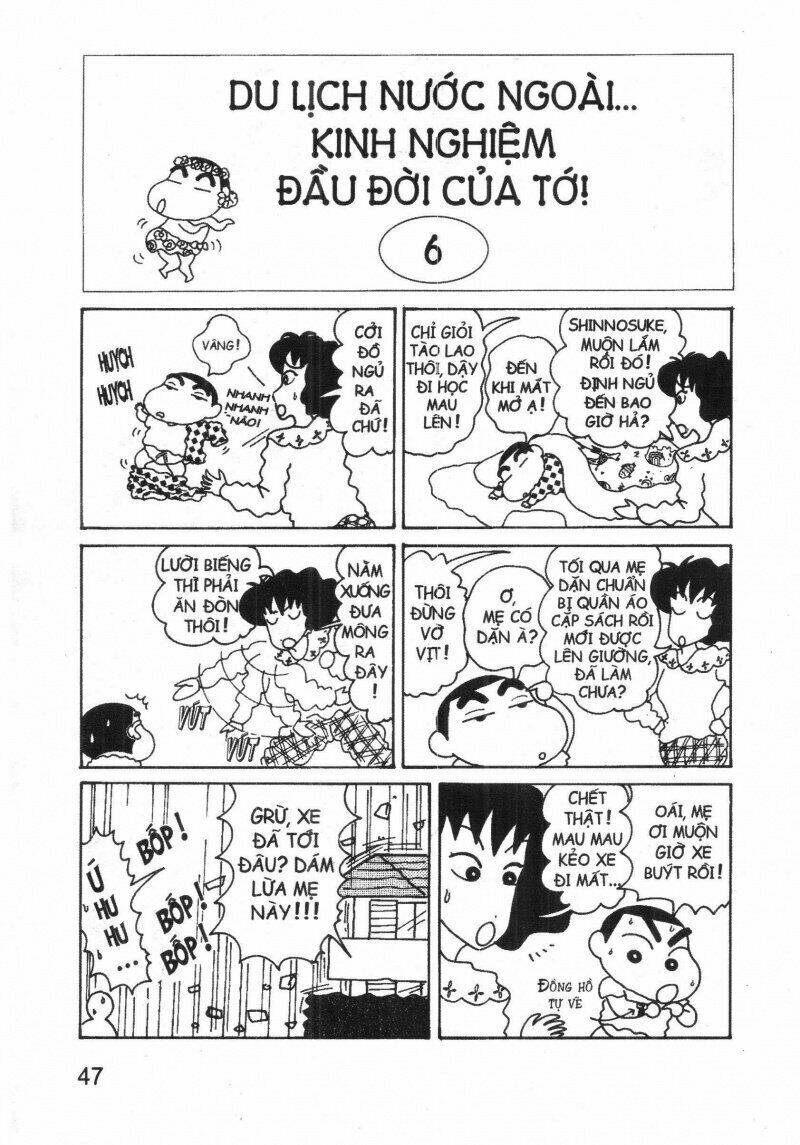 DU LỊCH NƯỚC NGOÀI...
KINH NGHIỆM
ĐẦU ĐỜI CỦA TỚ!
6
SHINNOSUKE,
MUỘN LẮM
RỒI ĐÓ!
ĐỊNH NGỦ
ĐẾN BAO
GIỜ HẢ?
ĐẾN
KHI MẮT
MỞ Ạ!
CHỈ GIỎI
TÀO LAO
THÔI, DẬY
ĐI HỌC
MAU
LÊN!
CỞI
ĐỒ
NGỦ
RA
ĐÃ
CHỨ!
NHANH
NHANH
NÀO!
VÂNG!
HUỴCH
HUỴCH
TỐI QUA MẸ
DẶN CHUẨN
BỊ QUẦN ÁO
CẶP SÁCH RỒI
MỚI ĐƯỢC
LÊN GIƯỜNG,
ĐÃ LÀM
CHƯA?
Ơ,
MẸ CÓ
DẶN À?
THÔI
ĐỪNG
VỜ
VỊT!
NẰM
XUỐNG
ĐƯA
MÔNG
RA
ĐÂY
!
LƯỜI BIẾNG
THÌ PHẢI
ĂN ĐÒN
THÔI!
VÚT
VÚT
OÁI, MẸ
ƠI MUỘN
GIỜ XE
BUÝT RỒI!
CHẾT
THẬT!
MAU MAU
KẺO XE
ĐI MẤT...
ĐỒNG HỒ
TỰ VẼ
GRỪ, XE
ĐÃ TỚI
ĐÂU? DÁM
LỪA MẸ
NÀY!!!
BỐP!
BỐP!
BỐP!
Ú
HU
HU
...
47